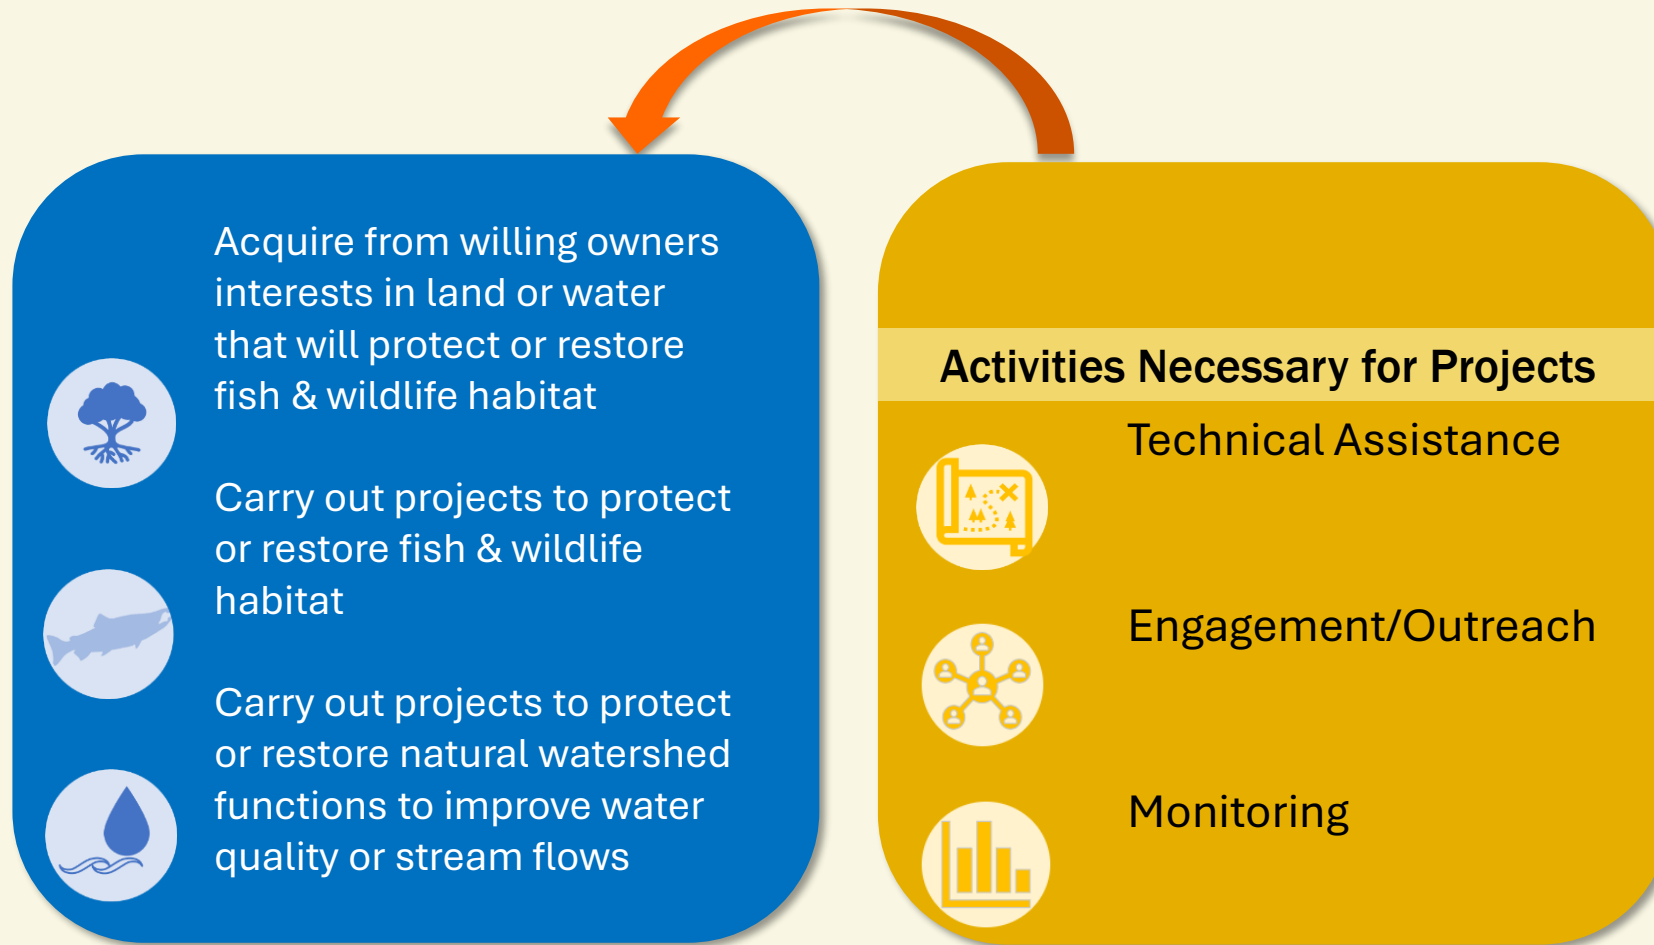 Acquire from willing owners
interests in land or water
that will protect or restore
fish & wildlife habitat
Carry out projects to protect
or restore fish & wildlife
habitat
Carry out projects to protect
or restore natural watershed
functions to improve water
quality or stream flows
Activities Necessary for Projects
Technical Assistance
Engagement/Outreach
Monitoring